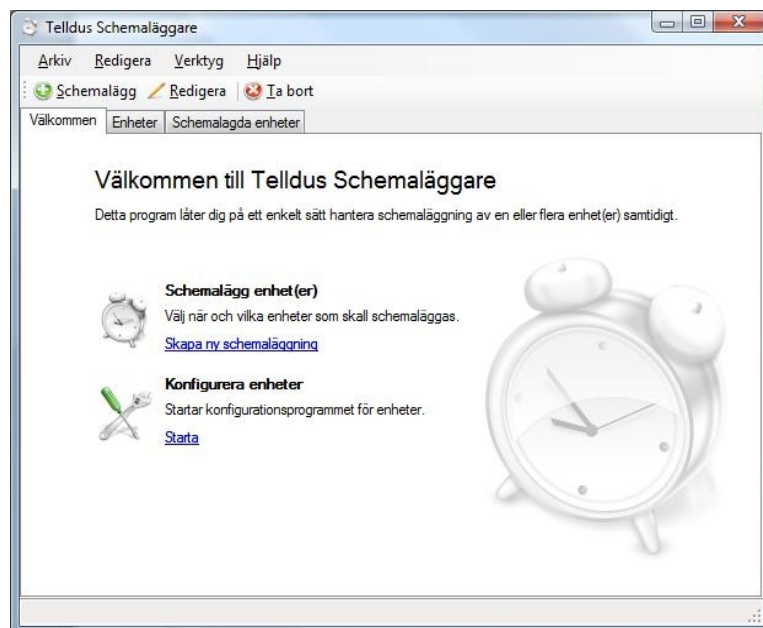 Telldus Schemaläggare
Arkiv Redigera Verktyg Hjälp
Schemalägg Redigera Ta bort
Välkommen Enheter Schemalagda enheter
Välkommen till Telldus Schemaläggare
Detta program låter dig på ett enkelt sätt hantera schemaläggning av en eller flera enhet(er) samtidigt.
Schemalägg enhet(er)
Välj när och vilka enheter som skall schemaläggas.
Skapa ny schemaläggning
Konfigurera enheter
Startar konfigurationsprogrammet för enheter.
Starta